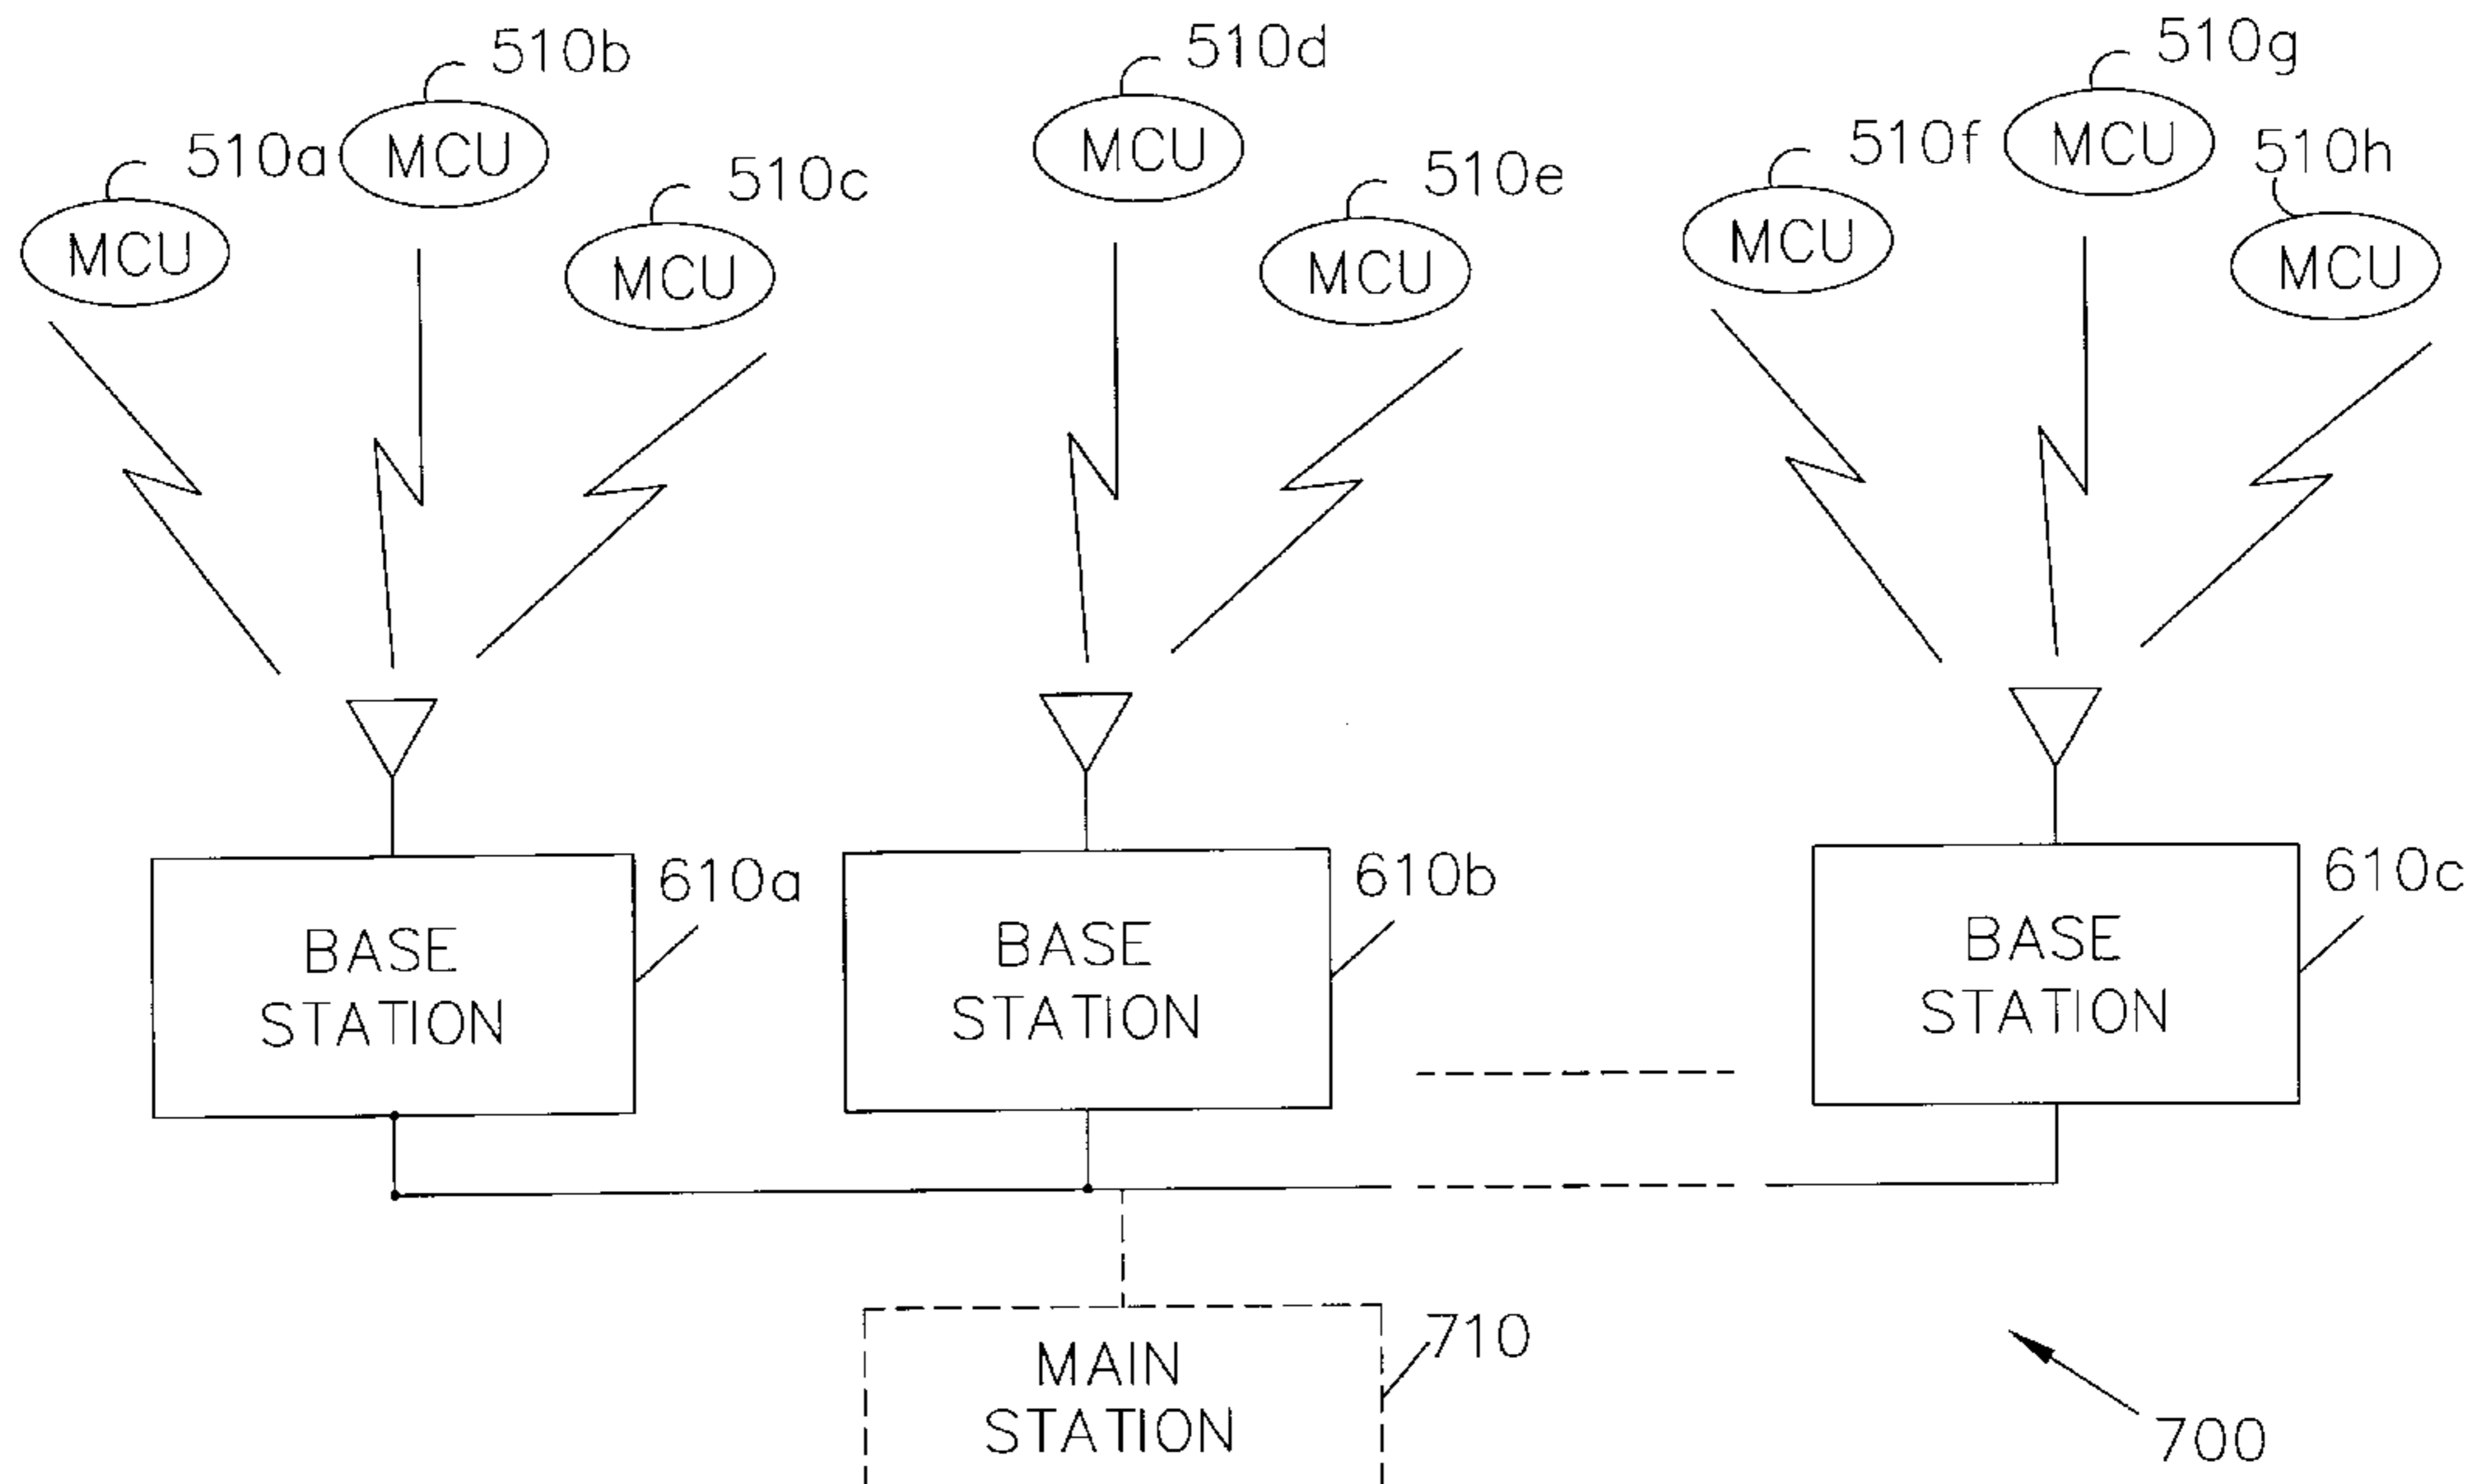 510b
510d
510g
510a
MCU
510c
MCU
510e
510f
MCU
510h
MCU
MCU
MCU
MCU
MCU
610a
610b
610c
BASE
STATION
BASE
STATION
BASE
STATION
MAIN
STATION
710
700